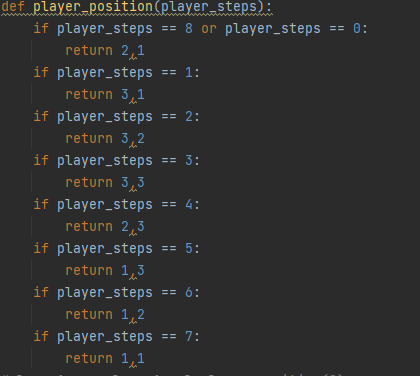 def player_position(player_steps):
    if player_steps == 8 or player_steps == 0:
        return 2,1
    if player_steps == 1:
        return 3,1
    if player_steps == 2:
        return 3,2
    if player_steps == 3:
        return 3,3
    if player_steps == 4:
        return 2,3
    if player_steps == 5:
        return 1,3
    if player_steps == 6:
        return 1,2
    if player_steps == 7:
        return 1,1